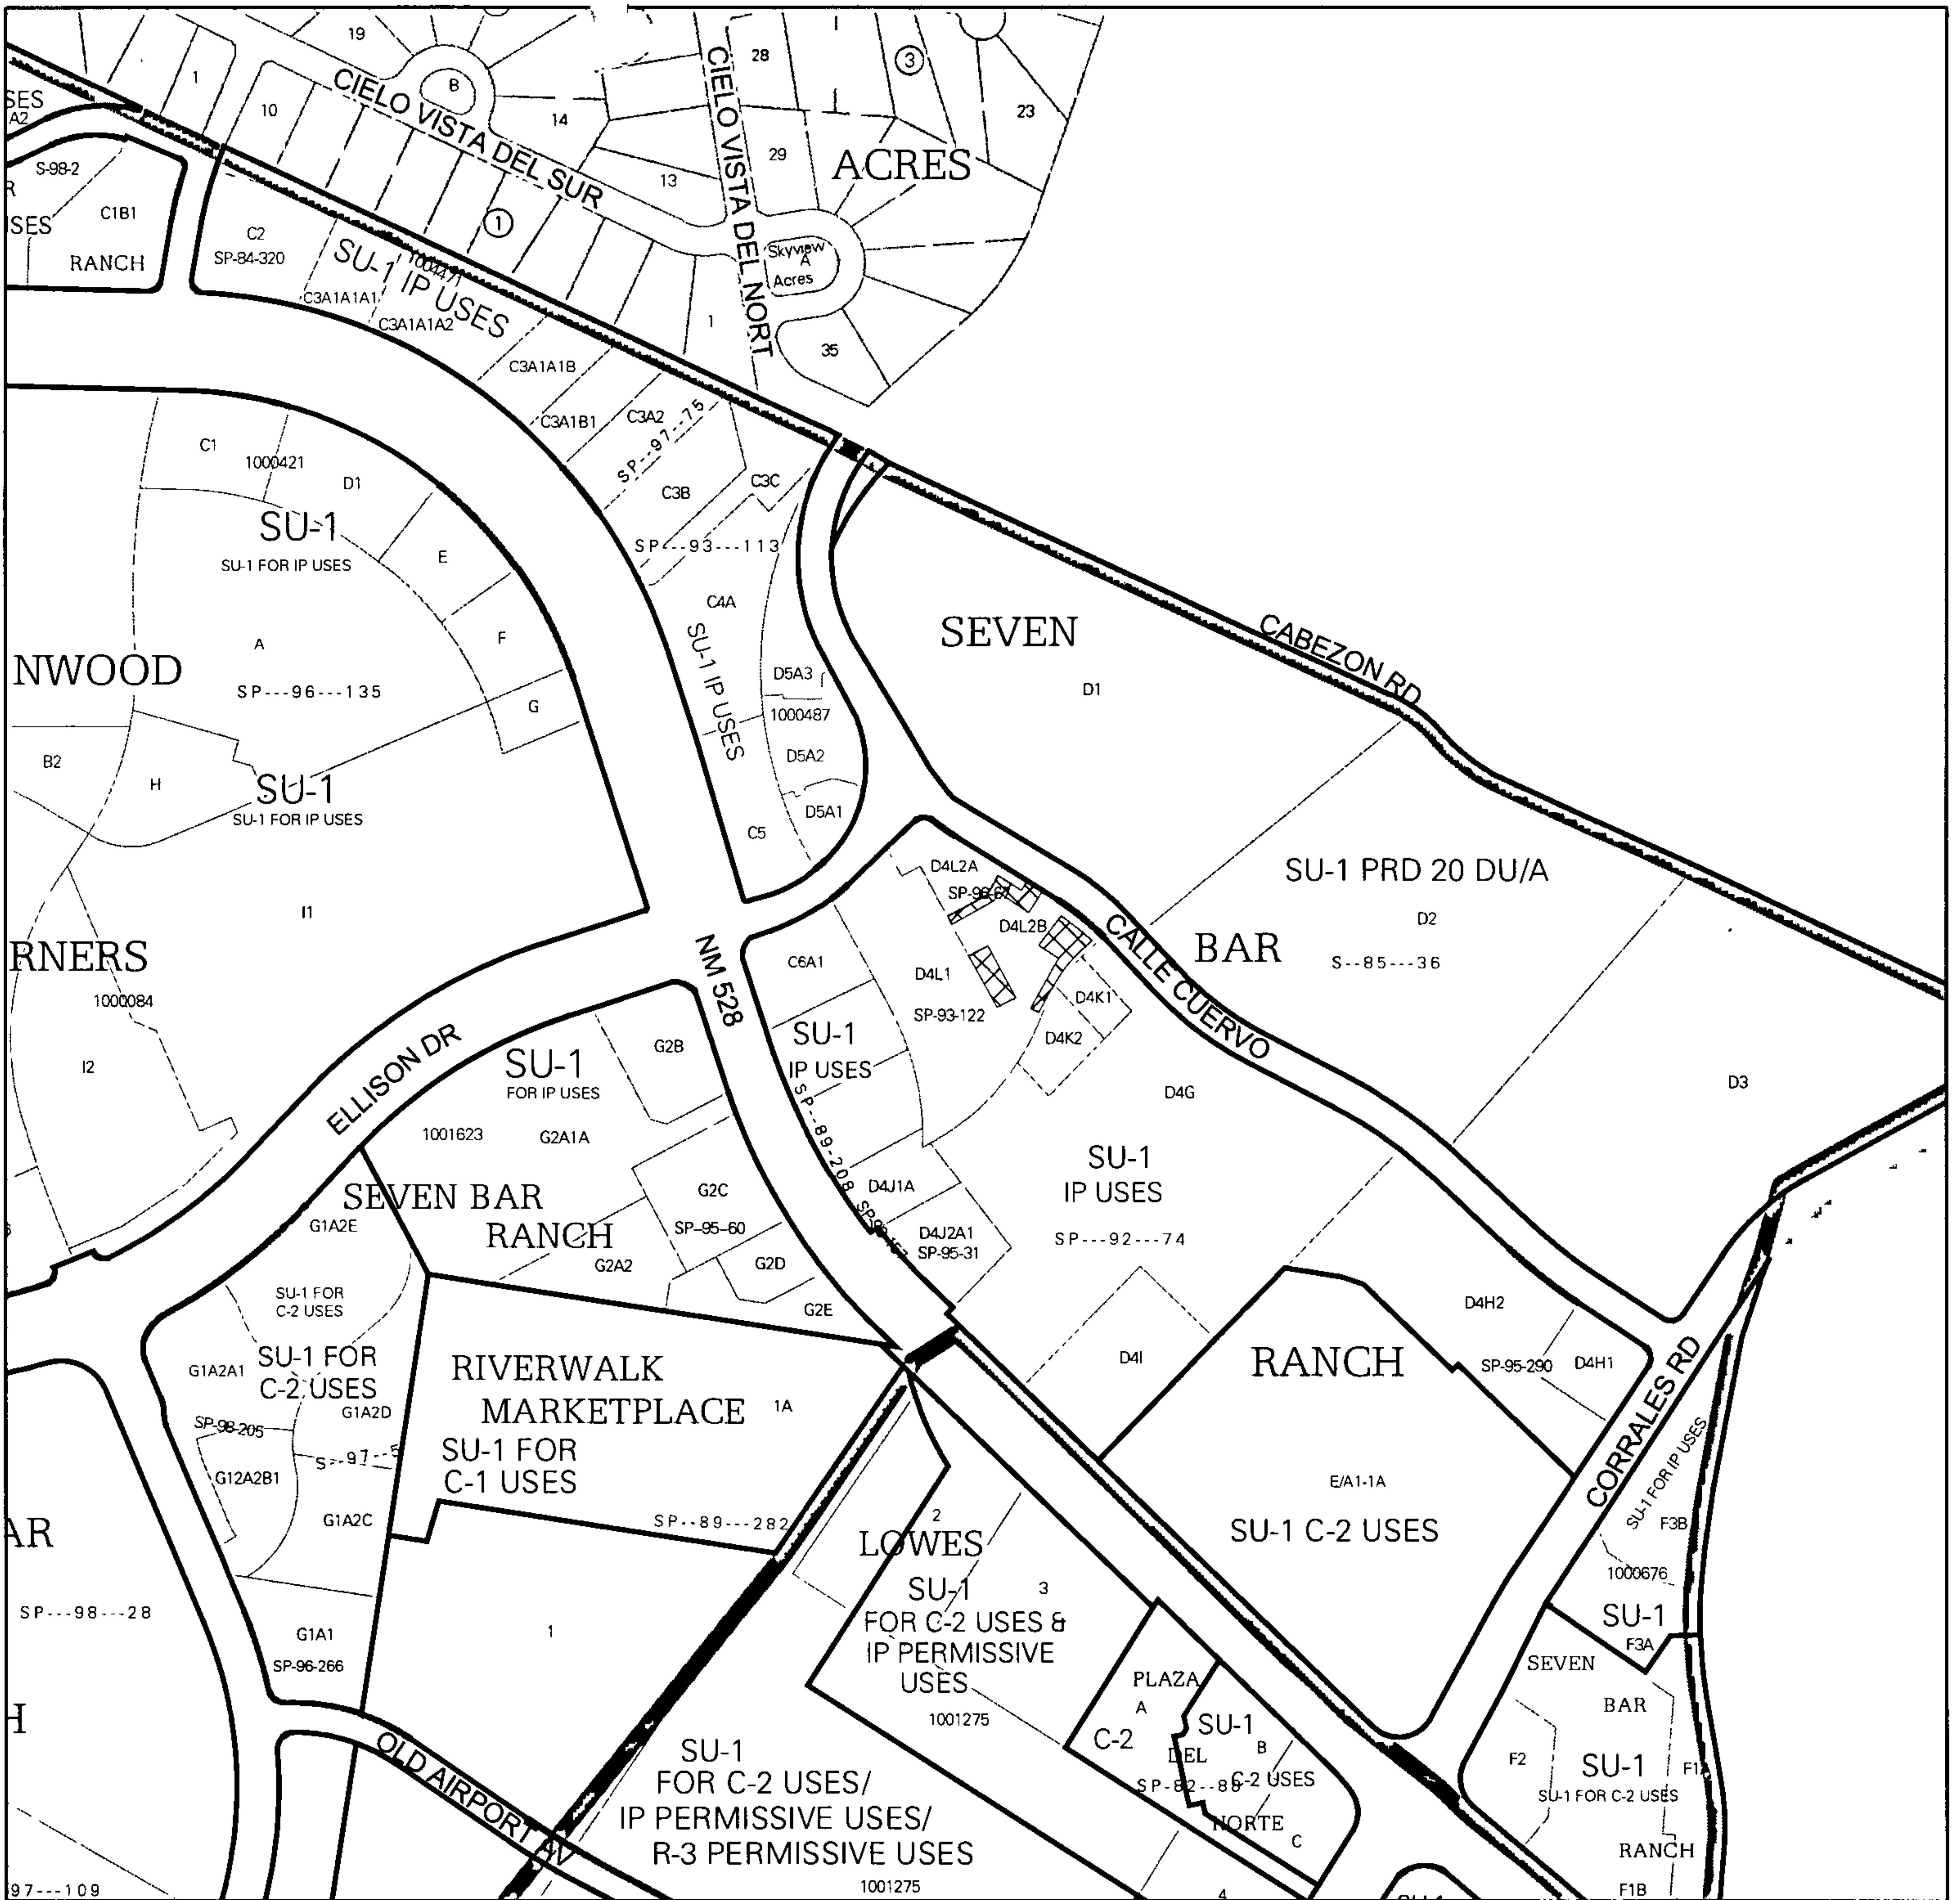 19
28
3
SES
A2
1
10
B
CIELO VISTA DEL SUR
14
CIELO VISTA DEL NORT
23
S-98-2
R
SES
C1B1
RANCH
C2
SP-84-320
1
13
29
ACRES
Skyview
A
Acres
SU-1 IP USES
1004471
C3A1A1A1
C3A1A1A2
1
35
C3A1A1B
C3A1B1
C3A2
SP--97---75
C3B
C3C
SP---93---113
C1
1000421
D1
SU-1
SU-1 FOR IP USES
E
F
G
A
SP---96---135
NWOOD
B2
H
SU-1
SU-1 FOR IP USES
C4A
SU-1 IP USES
D5A3
1000487
D5A2
D5A1
C5
SEVEN
D1
CABEZON RD
SU-1 PRD 20 DU/A
D2
BAR
S--85---36
D3
I1
RNERS
1000084
I2
ELLISON DR
NM 528
D4L2A
D4L2B
D4L1
SP-93-122
D4K1
D4K2
CALLE CUERVO
C6A1
SU-1
IP USES
SP--89-208
D4G
SU-1
IP USES
SP---92---74
SU-1
FOR IP USES
G2B
1001623
G2A1A
SEVEN BAR
RANCH
G2C
SP-95-60
G2A2
G2D
G2E
D4J1A
D4J2A1
SP-95-31
G1A2E
SU-1 FOR
C-2 USES
G1A2A1
SU-1 FOR
C-2 USES
G1A2D
SP-98-205
S--97--5
G12A2B1
G1A2C
RIVERWALK
MARKETPLACE
1A
SU-1 FOR
C-1 USES
SP--89---282
D4I
RANCH
D4H2
SP-95-290
D4H1
CORRALES RD
E/A1-1A
SU-1 C-2 USES
SU-1 FOR IP USES
F3B
1000676
SU-1
F3A
AR
SP---98---28
G1A1
SP-96-266
1
2
LOWES
3
SU-1
FOR C-2 USES &
IP PERMISSIVE
USES
1001275
H
OLD AIRPORT AV
SU-1
FOR C-2 USES/
IP PERMISSIVE USES/
R-3 PERMISSIVE USES
1001275
PLAZA
A
C-2
DEL
SU-1
B
C-2 USES
SP-82--88
NORTE
C
4
SEVEN
BAR
F2
SU-1
SU-1 FOR C-2 USES
RANCH
F1B
97---109
SU-1